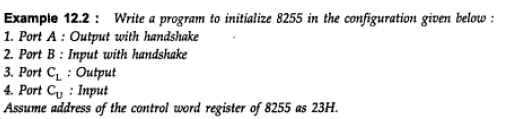 Example 12.2 : Write a program to initialize 8255 in the configuration given below :
1. Port A : Output with handshake
2. Port B : Input with handshake
3. Port CL : Output
4. Port CU : Input
Assume address of the control word register of 8255 as 23H.